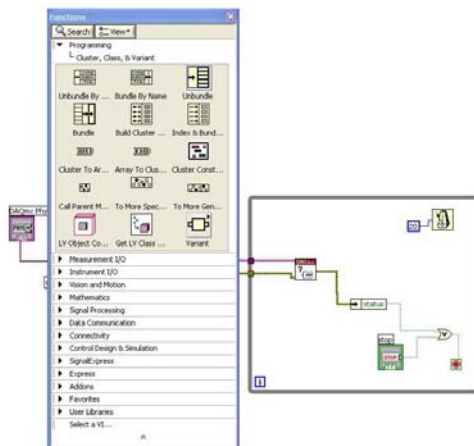 Functions
Search View
Programming
Cluster, Class, & Variant
Unbundle By ... Bundle By Name Unbundle
Bundle Build Cluster ... Index & Bund...
Cluster To Ar... Array To Clus... Cluster Const...
Call Parent M... To More Spec... To More Gen...
LV Object Co... Get LV Class ... Variant
Measurement I/O
Instrument I/O
Vision and Motion
Mathematics
Signal Processing
Data Communication
Connectivity
Control Design & Simulation
SignalExpress
Express
Addons
Favorites
User Libraries
Select a VI...
DAQmx Phy
status
stop
i